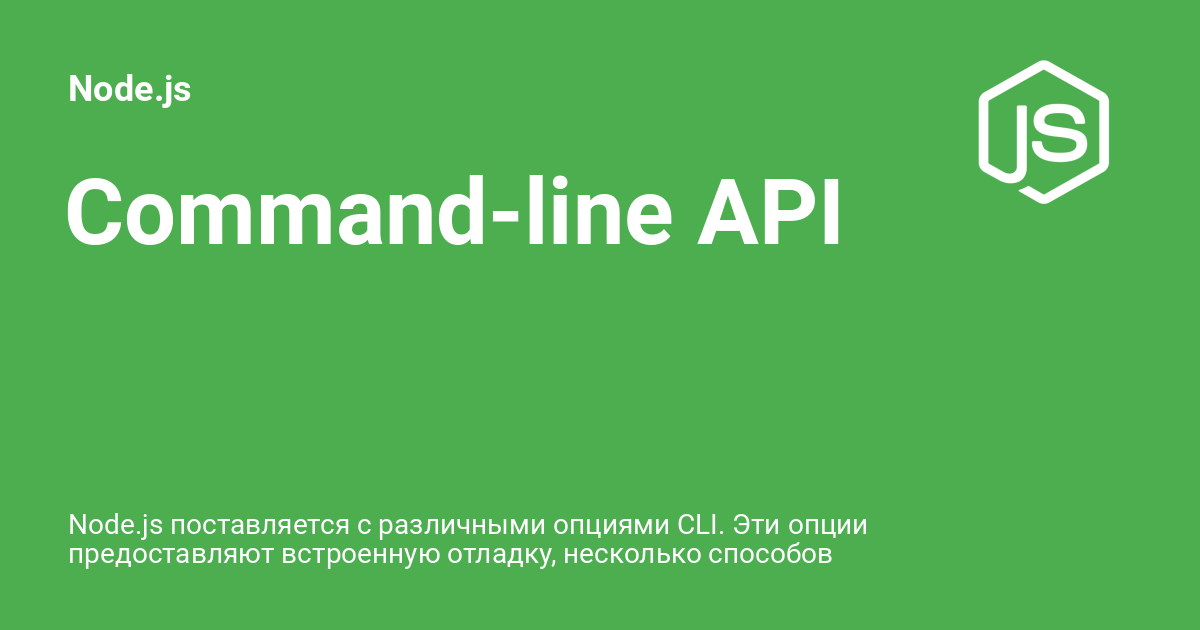 Node.js
JS
Command-line API
Node.js поставляется с различными опциями CLI. Эти опции
предоставляют встроенную отладку, несколько способов